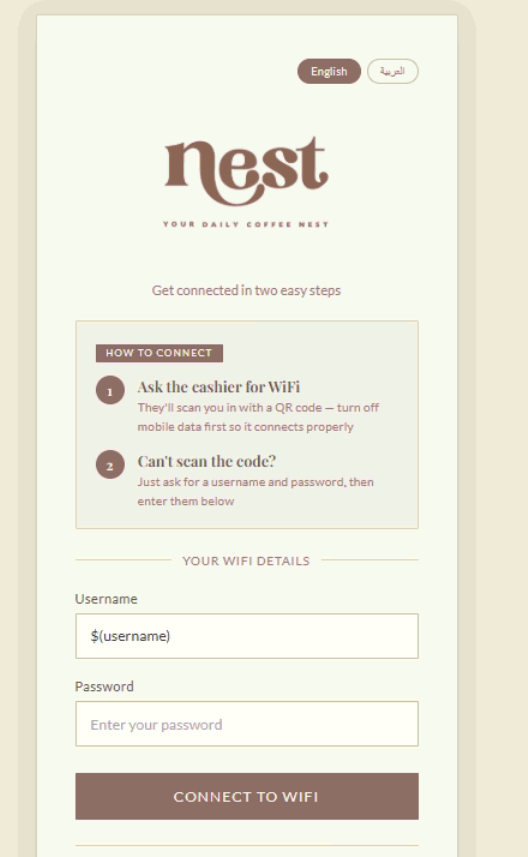 English
العربية
nest
YOUR DAILY COFFEE NEST
Get connected in two easy steps
HOW TO CONNECT
1
Ask the cashier for WiFi
They'll scan you in with a QR code — turn off
mobile data first so it connects properly
2
Can't scan the code?
Just ask for a username and password, then
enter them below
YOUR WIFI DETAILS
Username
$(username)
Password
Enter your password
CONNECT TO WIFI